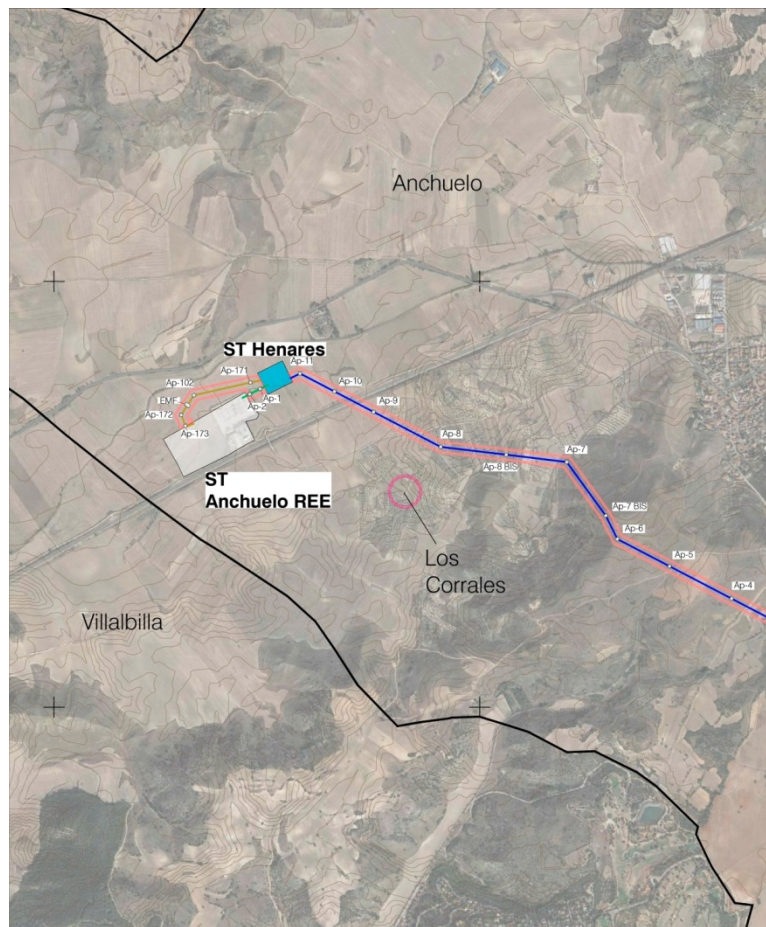 Anchuelo
ST Henares
Ap-171
Ap-11
Ap-102
Ap-10
Ap-1
EMF
Ap-2
Ap-9
Ap-172
Ap-173
Ap-8
Ap-7
Ap-8 BIS
ST
Anchuelo REE
Ap-7 BIS
Ap-6
Los
Corrales
Ap-5
Ap-4
Villalbilla